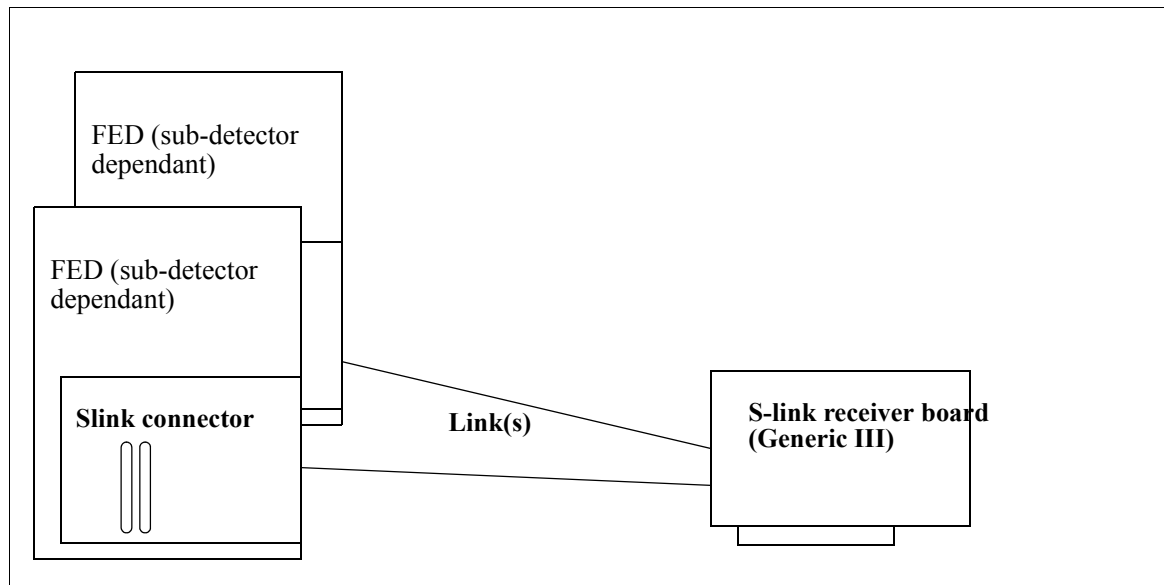 FED (sub-detector
dependant)
FED (sub-detector
dependant)
Slink connector
Link(s)
S-link receiver board
(Generic III)